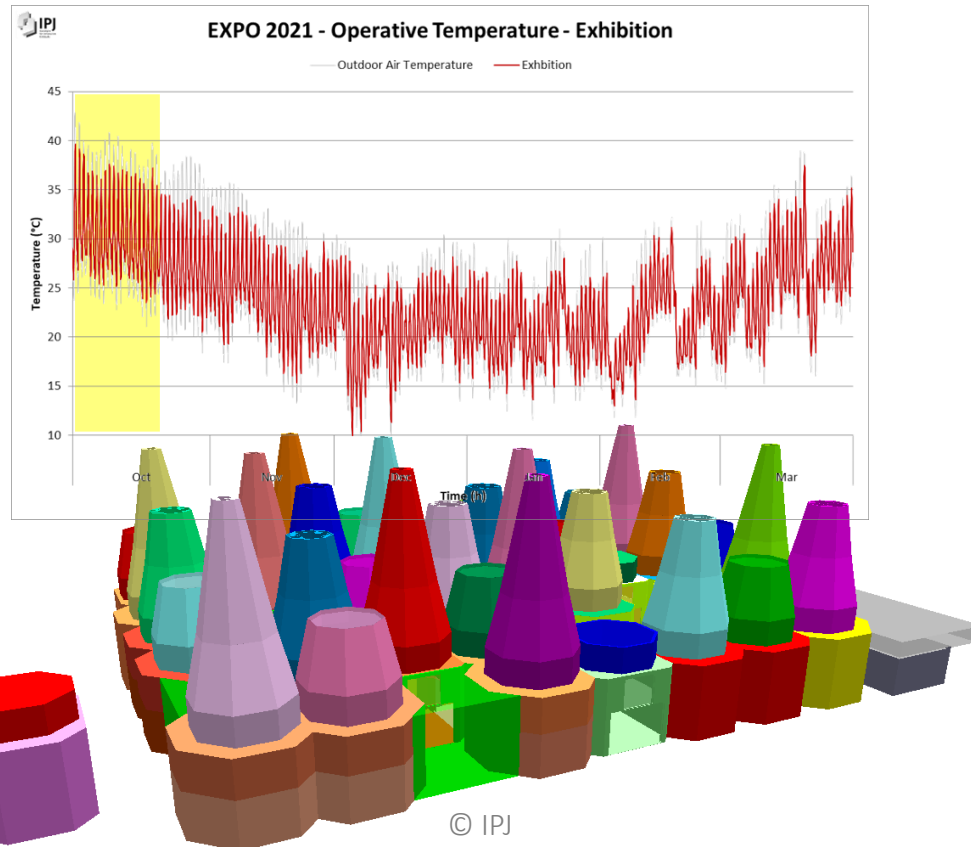 IPJ
EXPO 2021 - Operative Temperature - Exhibition
Outdoor Air Temperature
Exhbition
45
40
35
30
25
20
15
10
Temperature (°C)
Oct
Nov
Dec
Jan
Feb
Mar
Time (h)
© IPJ